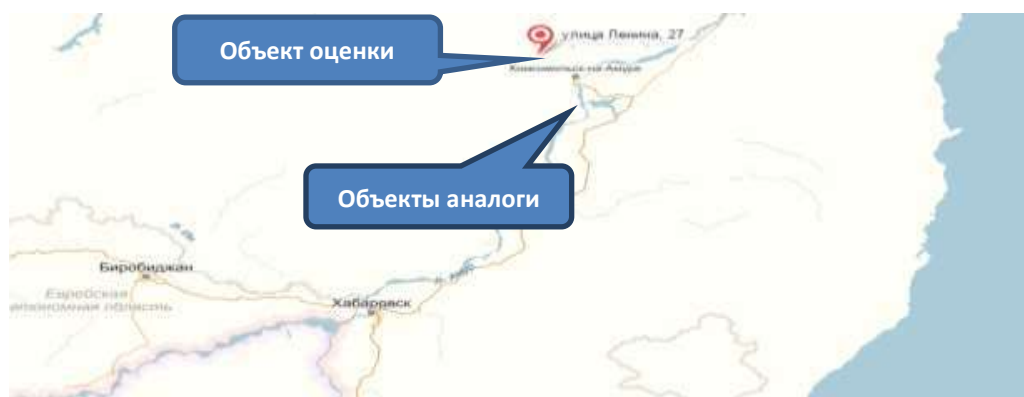 Объект оценки
улица Ленина, 27
Комсомольск-на-Амуре
Объекты аналоги
Биробиджан
Еврейская
автономная область
Хабаровск